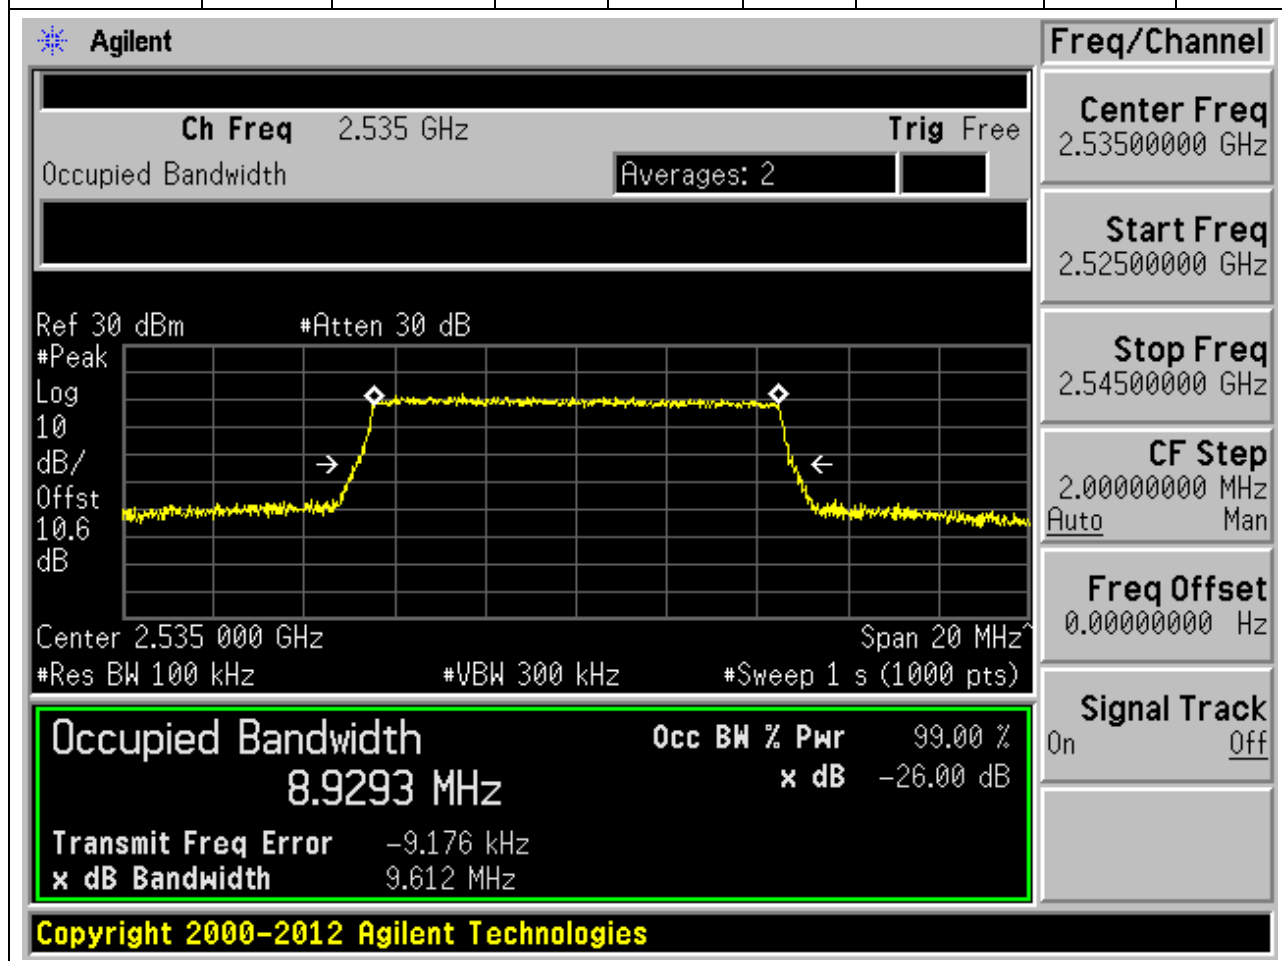 Agilent
Freq/Channel
Ch Freq 2.535 GHz Trig Free
Occupied Bandwidth Averages: 2
Ref 30 dBm #Atten 30 dB
#Peak
Log
10
dB/
Offst
10.6
dB
Center 2.535 000 GHz Span 20 MHz^
#Res BW 100 kHz #VBW 300 kHz #Sweep 1 s (1000 pts)
Occupied Bandwidth Occ BW % Pwr 99.00 %
8.9293 MHz x dB -26.00 dB
Transmit Freq Error -9.176 kHz
x dB Bandwidth 9.612 MHz
Copyright 2000-2012 Agilent Technologies
Center Freq
2.53500000 GHz
Start Freq
2.52500000 GHz
Stop Freq
2.54500000 GHz
CF Step
2.00000000 MHz
Auto Man
Freq Offset
0.00000000 Hz
Signal Track
On Off